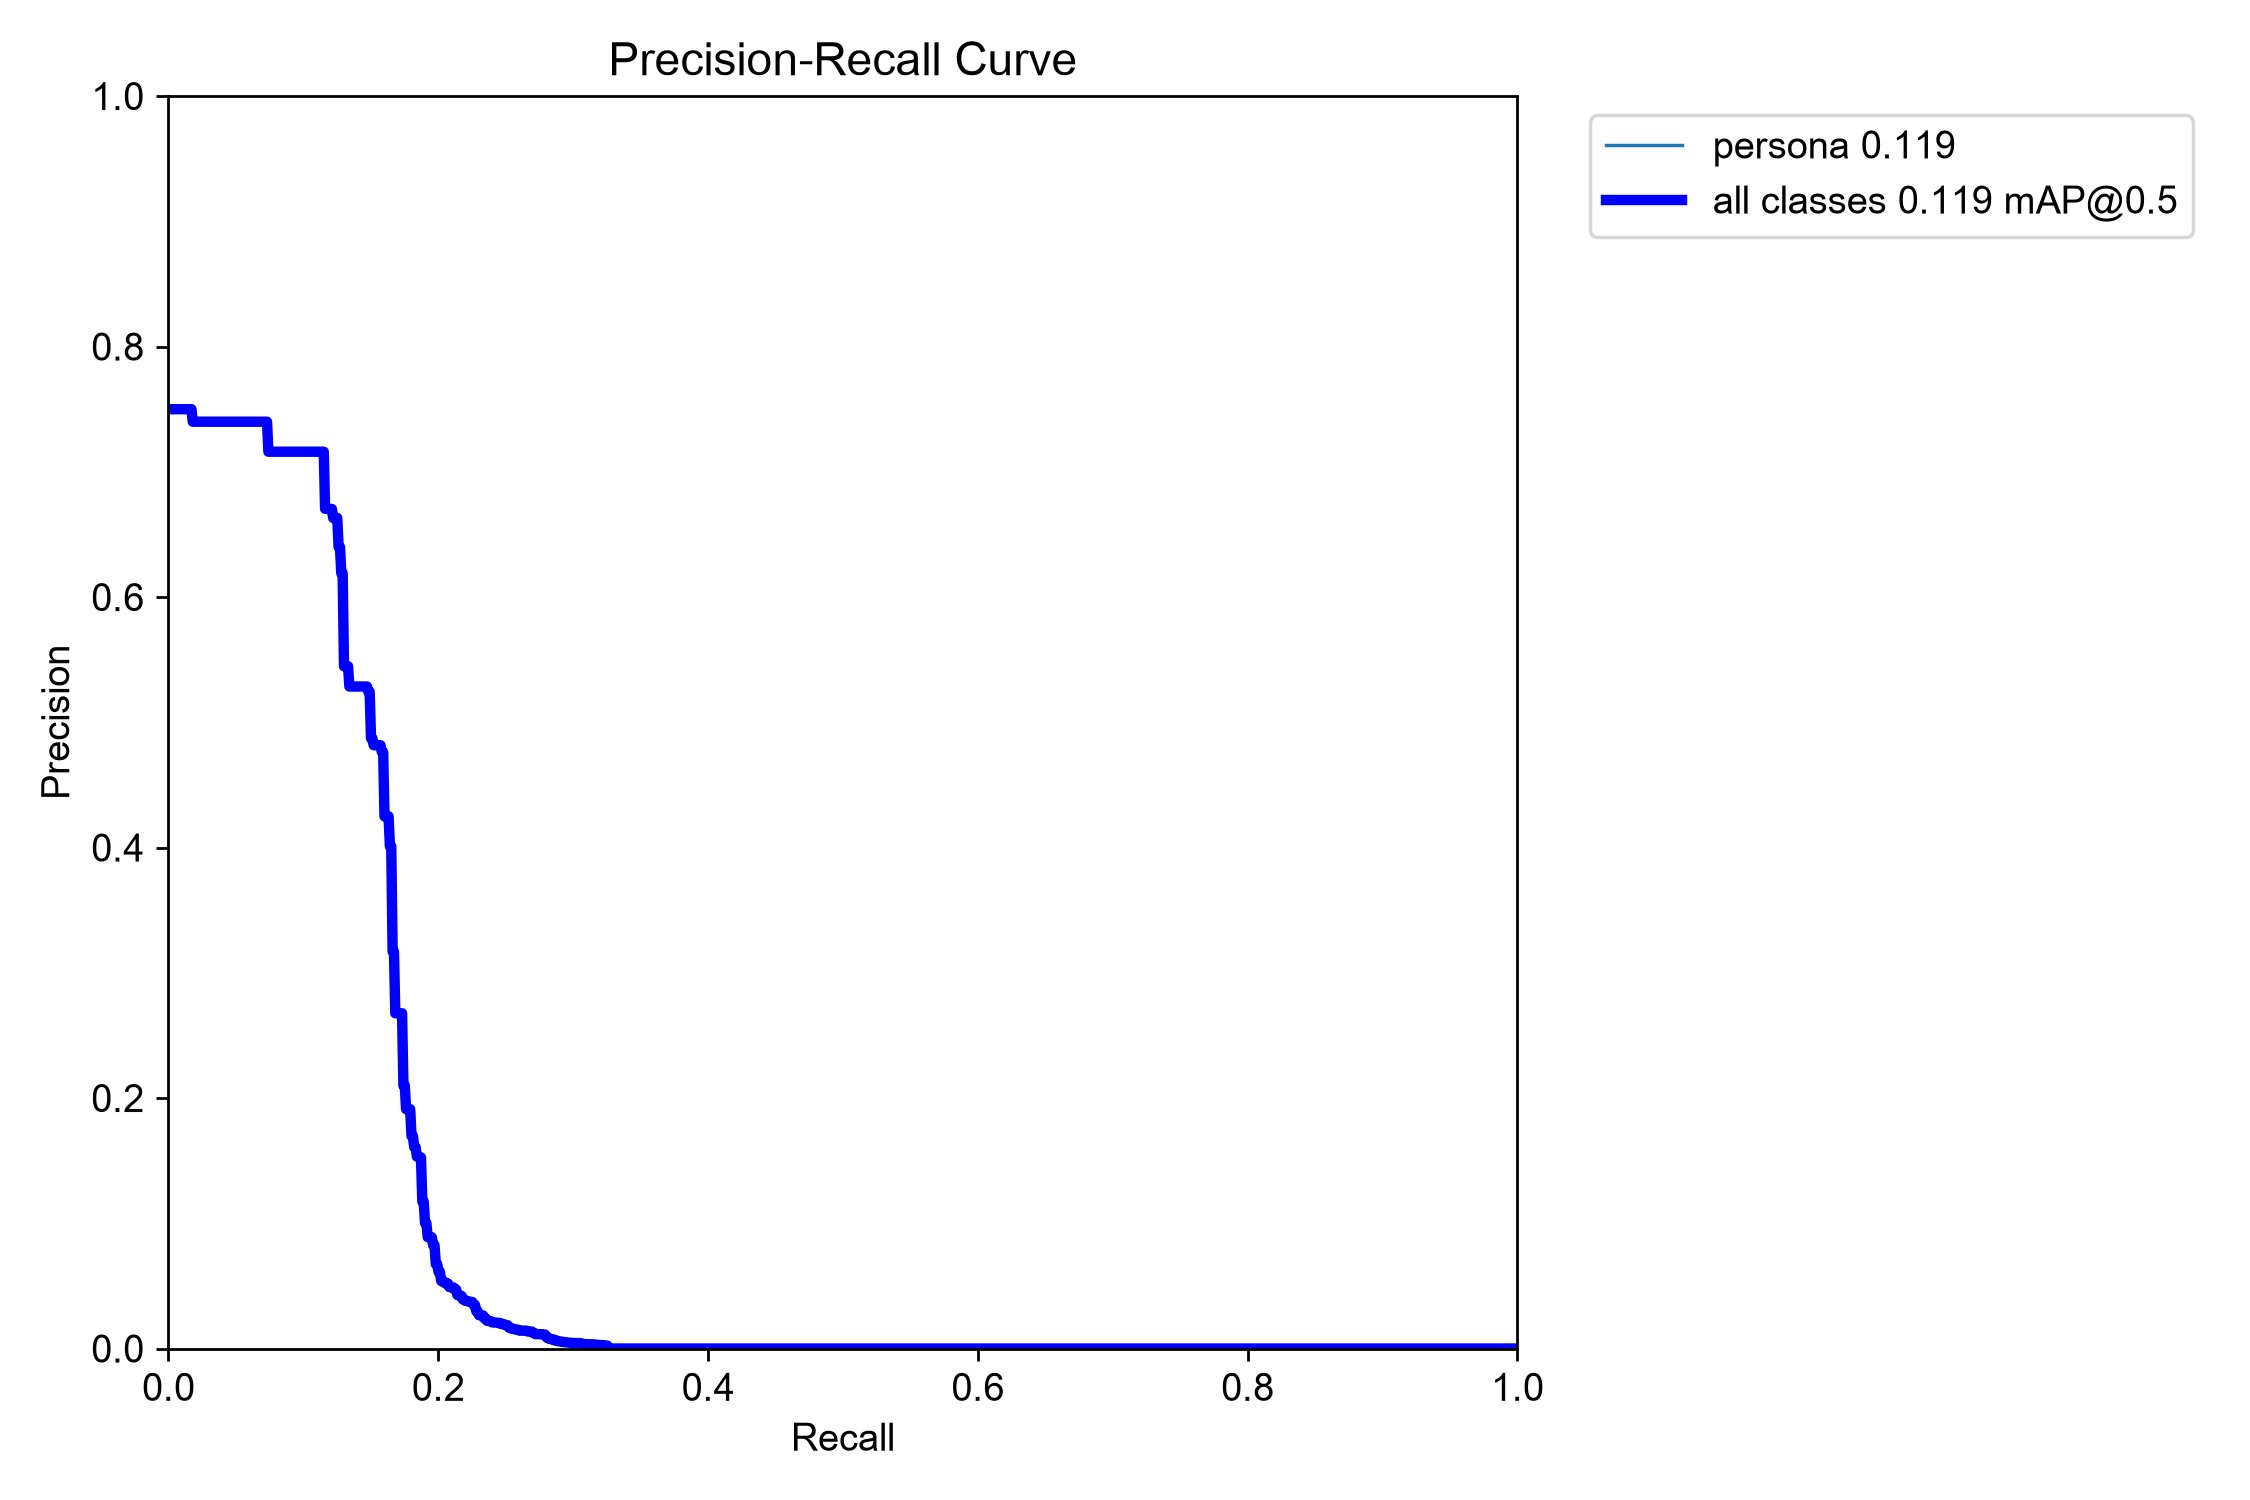 Precision-Recall Curve
1.0
0.8
0.6
0.4
0.2
0.0
Precision
0.0 0.2 0.4 0.6 0.8 1.0
Recall
persona 0.119
all classes 0.119 mAP@0.5